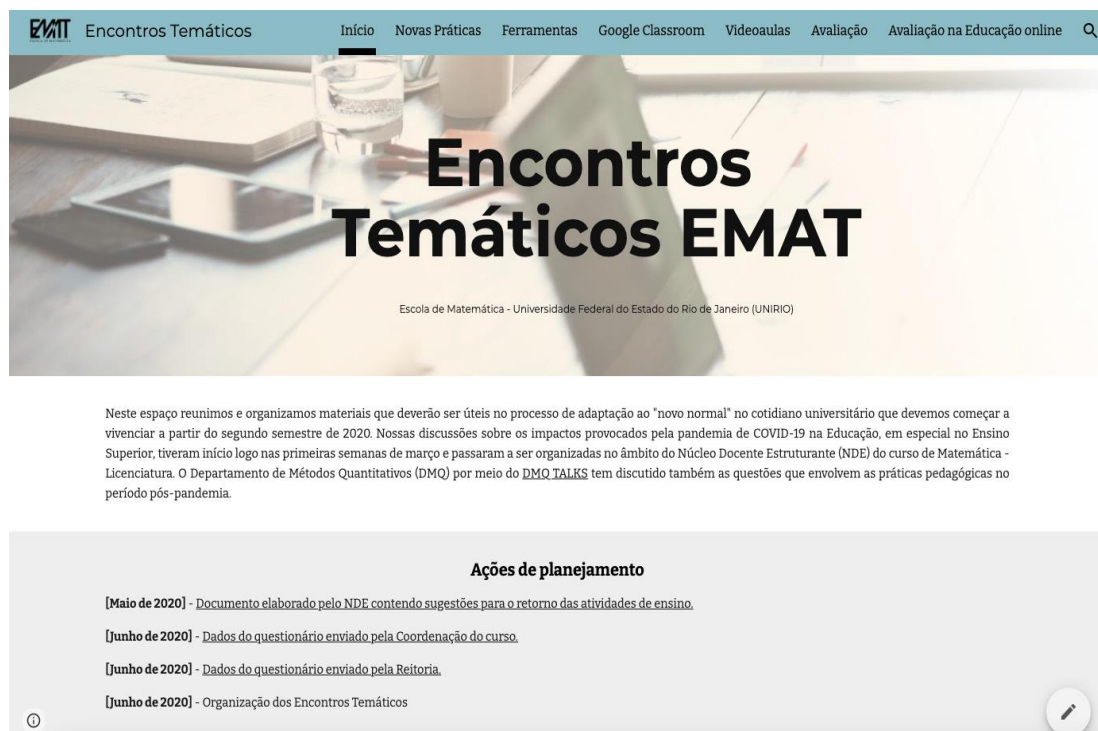 EMAT Encontros Temáticos Início Novas Práticas Ferramentas Google Classroom Videoaulas Avaliação Avaliação na Educação online
Encontros
Temáticos EMAT
Escola de Matemática - Universidade Federal do Estado do Rio de Janeiro (UNIRIO)
Neste espaço reunimos e organizamos materiais que deverão ser úteis no processo de adaptação ao "novo normal" no cotidiano universitário que devemos começar a
vivenciar a partir do segundo semestre de 2020. Nossas discussões sobre os impactos provocados pela pandemia de COVID-19 na Educação, em especial no Ensino
Superior, tiveram início logo nas primeiras semanas de março e passaram a ser organizadas no âmbito do Núcleo Docente Estruturante (NDE) do curso de Matemática -
Licenciatura. O Departamento de Métodos Quantitativos (DMQ) por meio do DMQ TALKS tem discutido também as questões que envolvem as práticas pedagógicas no
período pós-pandemia.
Ações de planejamento
[Maio de 2020] - Documento elaborado pelo NDE contendo sugestões para o retorno das atividades de ensino.
[Junho de 2020] - Dados do questionário enviado pela Coordenação do curso.
[Junho de 2020] - Dados do questionário enviado pela Reitoria.
[Junho de 2020] - Organização dos Encontros Temáticos